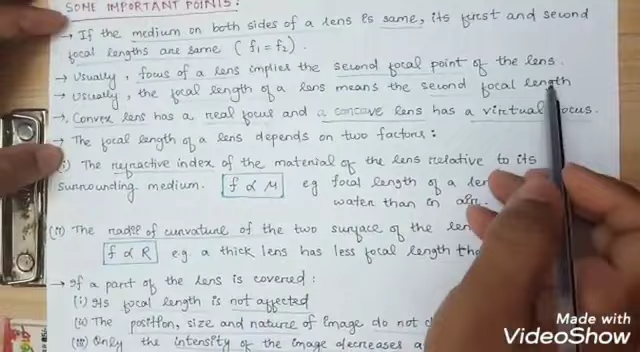 SOME IMPORTANT POINTS:
→ If the medium on both sides of a lens is same, its first and second
focal lengths are same (f₁ = f₂).
→ Usually, focus of a lens implies the second focal point of the lens.
→ Usually, the focal length of a lens means the second focal length
→ Convex lens has a real focus and a concave lens has a virtual focus.
→ The focal length of a lens depends on two factors:
(i) The refractive index of the material of the lens relative to its
surrounding medium. f ∝ μ eg focal length of a
water than in air.
(ii) The radii of curvature of the two surface of the
f ∝ R e.g. a thick lens has less focal length
→ If a part of the lens is covered:
(i) Its focal length is not affected
(ii) The position, size and nature of image do not
(iii) Only the intensity of the image decreases
Made with
VideoShow